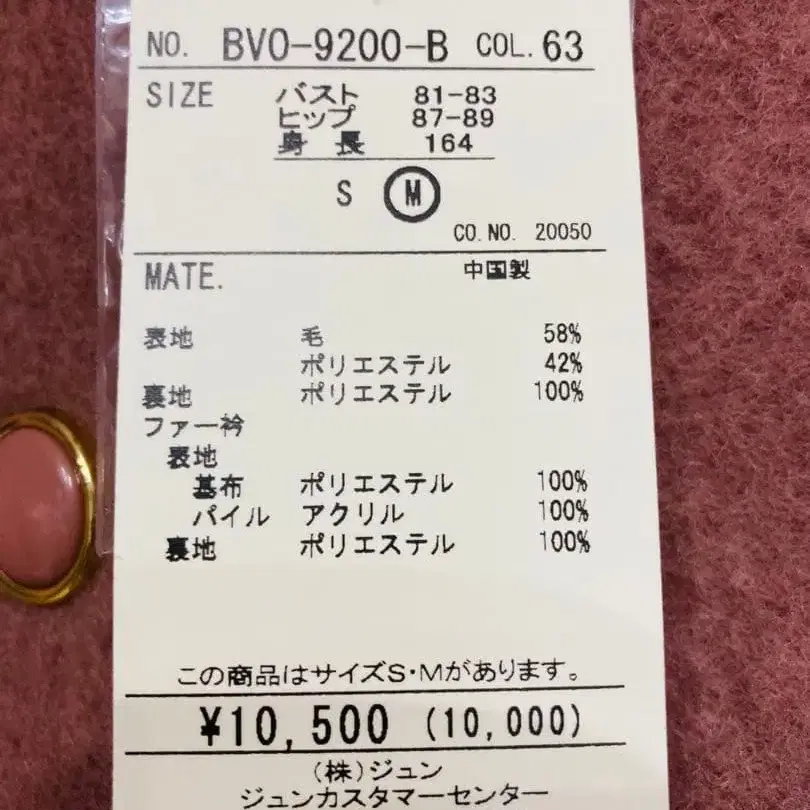 NO. BVO-9200-B COL.63
SIZE バスト 81-83
ヒップ 87-89
身長 164
S M
CO.NO. 20050
MATE. 中国製
表地 毛 58%
ポリエステル 42%
裏地 ポリエステル 100%
ファー衿
表地
基布 ポリエステル 100%
パイル アクリル 100%
裏地 ポリエステル 100%
この商品はサイズS・Mがあります。
¥10,500 (10,000)
(株)ジュン
ジュンカスタマーセンター